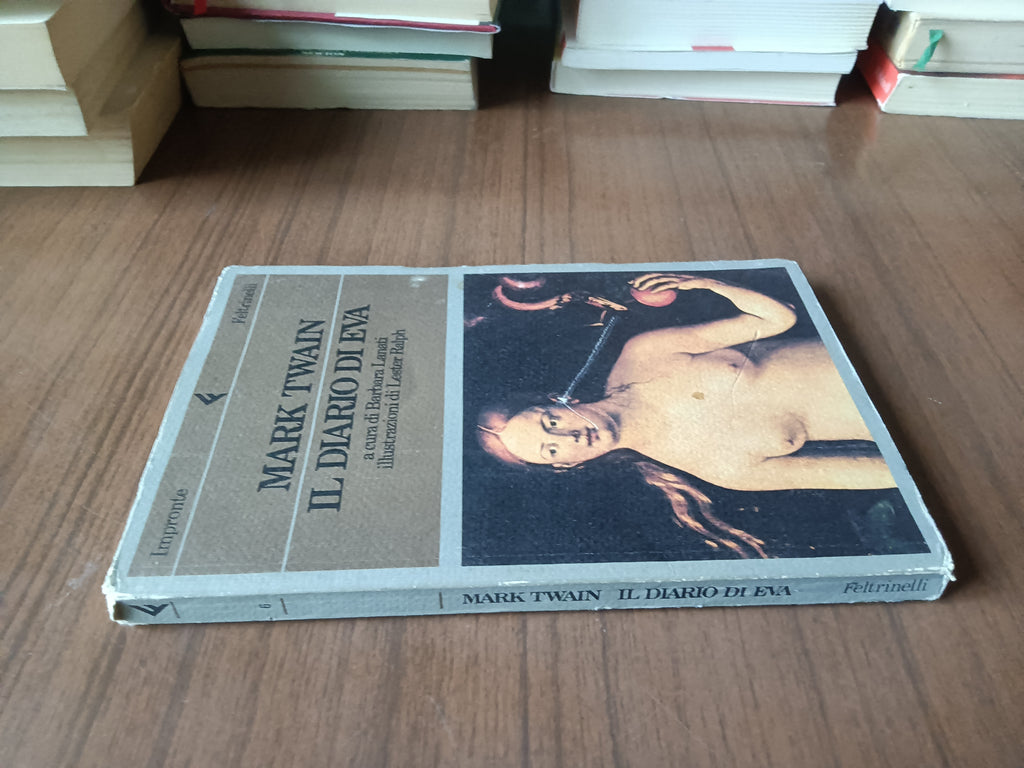 Impronte
Feltrinelli
MARK TWAIN
IL DIARIO DI EVA
a cura di Barbara Lanati
illustrazioni di Lester Ralph
6
MARK TWAIN IL DIARIO DI EVA
Feltrinelli